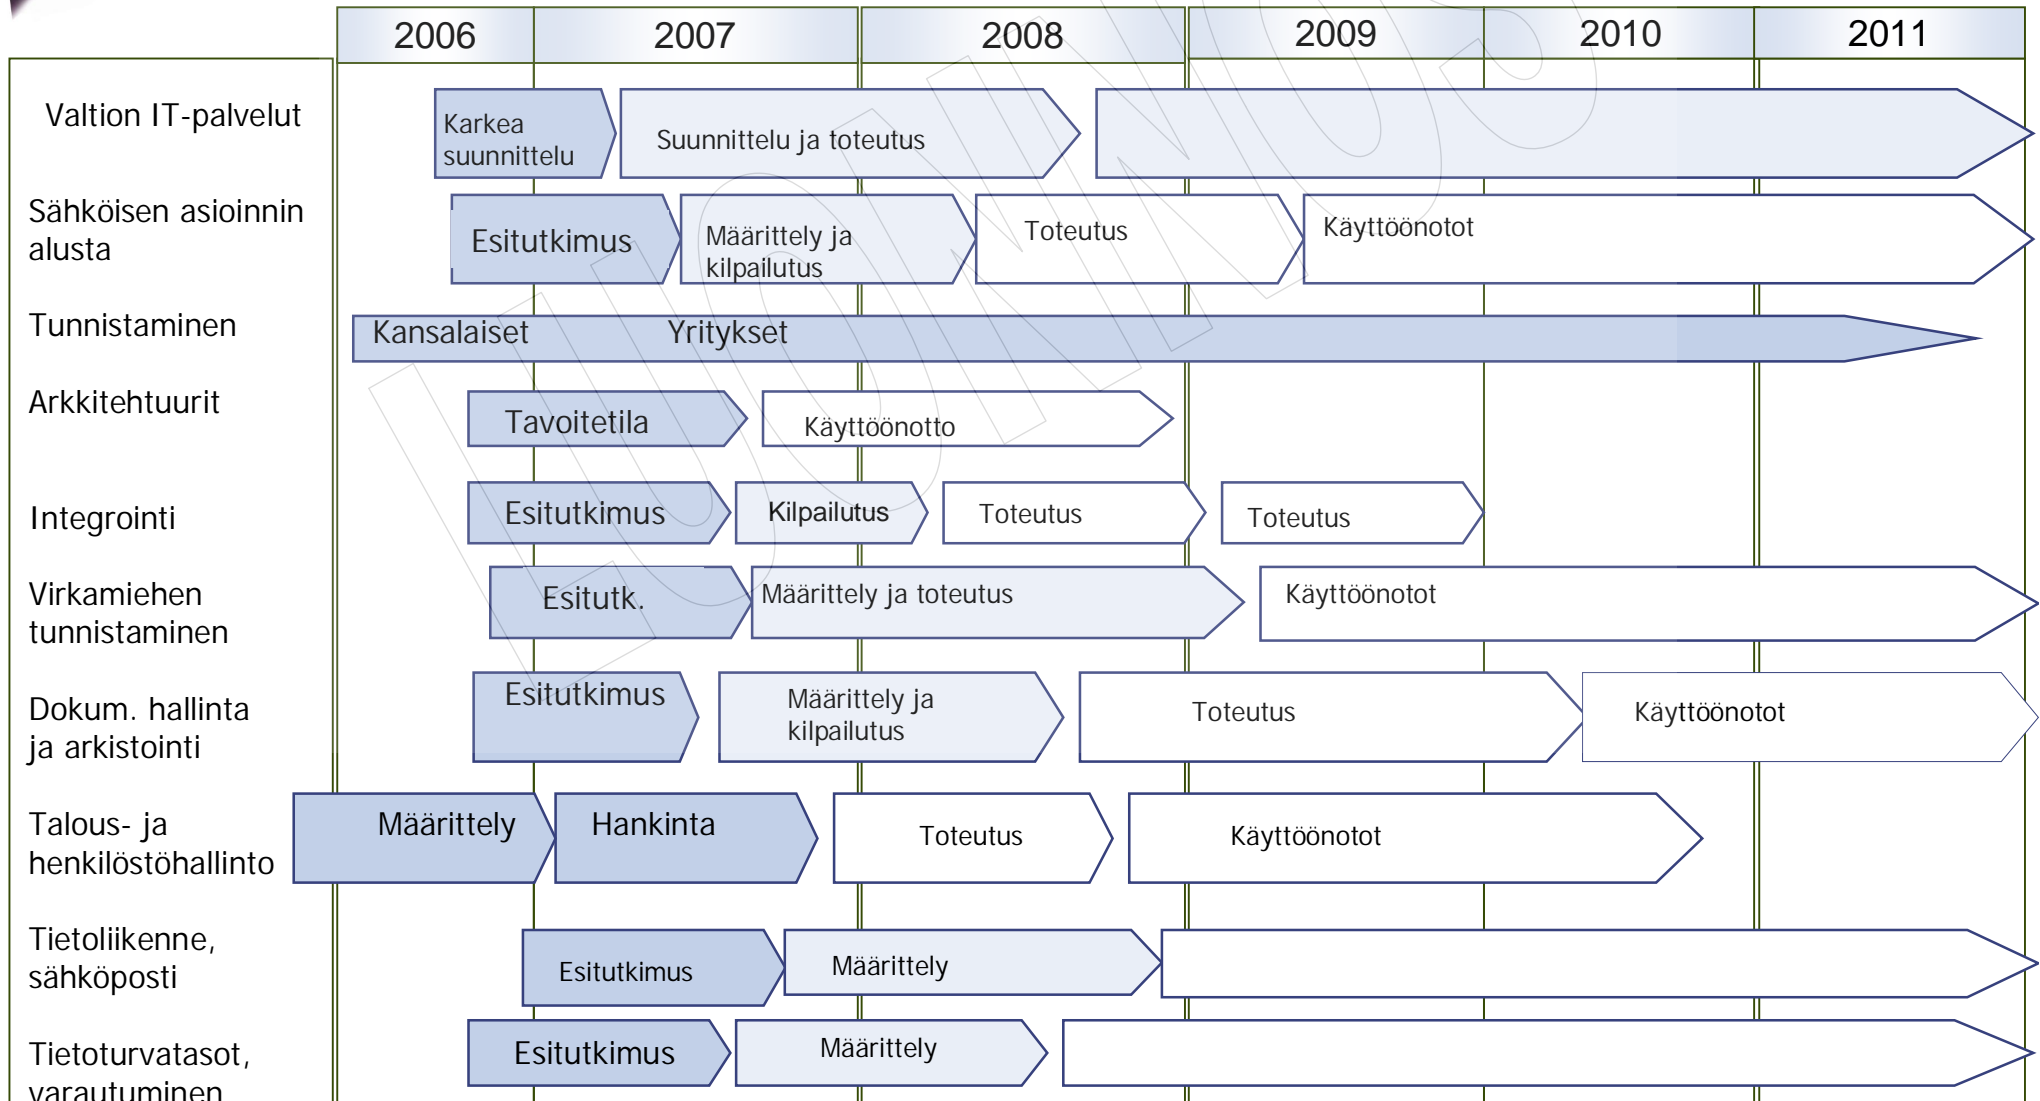 2006 2007 2008 2009 2010 2011
Valtion IT-palvelut
Karkea
suunnittelu
Suunnittelu ja toteutus
Sähköisen asioinnin
alusta
Esitutkimus
Määrittely ja
kilpailutus
Toteutus
Käyttöönotot
Tunnistaminen
Kansalaiset
Yritykset
Arkkitehtuurit
Tavoitetila
Käyttöönotto
Integrointi
Esitutkimus
Kilpailutus
Toteutus
Toteutus
Virkamiehen
tunnistaminen
Esitutk.
Määrittely ja toteutus
Käyttöönotot
Dokum. hallinta
ja arkistointi
Esitutkimus
Määrittely ja
kilpailutus
Toteutus
Käyttöönotot
Talous- ja
henkilöstöhallinto
Määrittely
Hankinta
Toteutus
Käyttöönotot
Tietoliikenne,
sähköposti
Esitutkimus
Määrittely
Tietoturvatasot,
varautuminen
Esitutkimus
Määrittely
LUONNOS